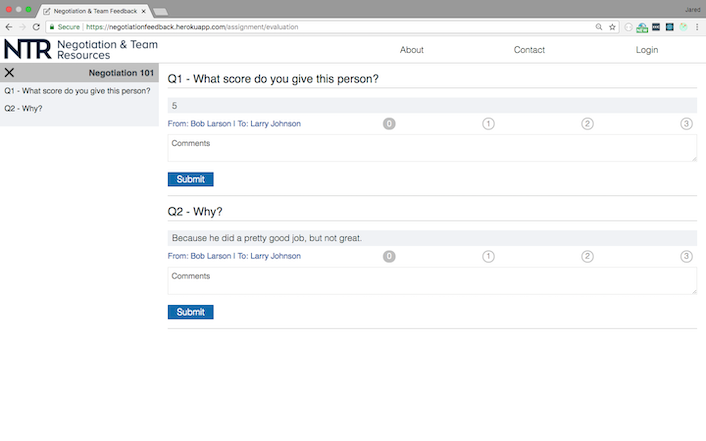 Negotiation & Team Feedback
Jared
Secure
https://negotiationfeedback.herokuapp.com/assignment/evaluation
NTR Negotiation & Team
Resources
About
Contact
Login
Negotiation 101
Q1 - What score do you give this person?
Q2 - Why?
Q1 - What score do you give this person?
5
From: Bob Larson | To: Larry Johnson
0
1
2
3
Comments
Submit
Q2 - Why?
Because he did a pretty good job, but not great.
From: Bob Larson | To: Larry Johnson
0
1
2
3
Comments
Submit